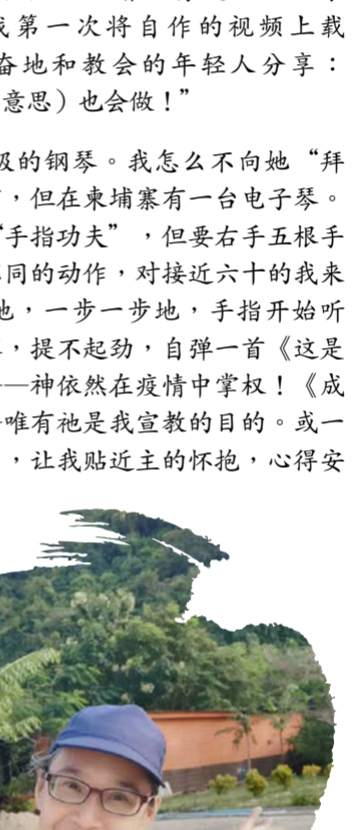 第一次将自作的视频上载
奋地和教会的年轻人分享：
意思）也会做！”
级的钢琴。我怎么不向她“拜
，但在柬埔寨有一台电子琴。
“手指功夫”，但要右手五根手
同的动作，对接近六十的我来
地，一步一步地，手指开始听
，提不起劲，自弹一首《这是
——神依然在疫情中掌权！《成
唯有祂是我宣教的目的。或一
，让我贴近主的怀抱，心得安